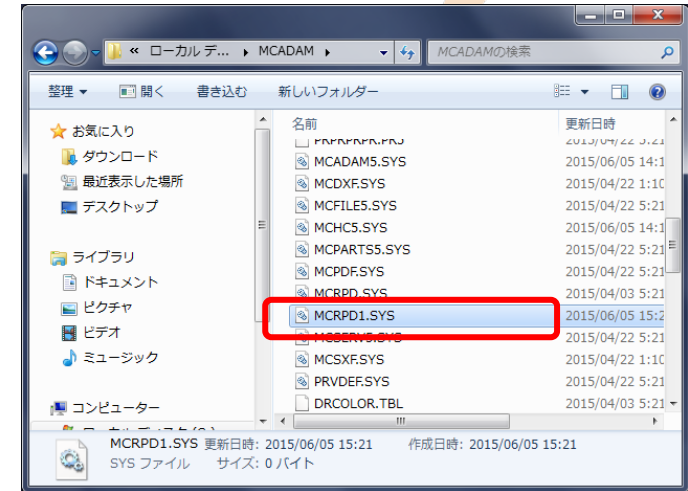 « ローカル デ... ▸ MCADAM ▸
MCADAMの検索
整理 ▼ 開く 書き込む 新しいフォルダー
お気に入り
ダウンロード
最近表示した場所
デスクトップ
ライブラリ
ドキュメント
ピクチャ
ビデオ
ミュージック
コンピューター
名前 更新日時
PRPRPRPR.PRJ 2015/04/22 5:21
MCADAM5.SYS 2015/06/05 14:1
MCDXF.SYS 2015/04/22 1:10
MCFILE5.SYS 2015/04/22 5:21
MCHC5.SYS 2015/06/05 14:1
MCPARTS5.SYS 2015/04/22 5:21
MCPDF.SYS 2015/04/22 5:21
MCRPD.SYS 2015/04/03 5:21
MCRPD1.SYS 2015/06/05 15:2
MCSERV5.SYS 2015/04/22 5:21
MCSXF.SYS 2015/04/22 1:10
PRVDEF.SYS 2015/04/22 5:21
DRCOLOR.TBL 2015/04/03 5:21
MCRPD1.SYS 更新日時: 2015/06/05 15:21 作成日時: 2015/06/05 15:21
SYS ファイル サイズ: 0 バイト